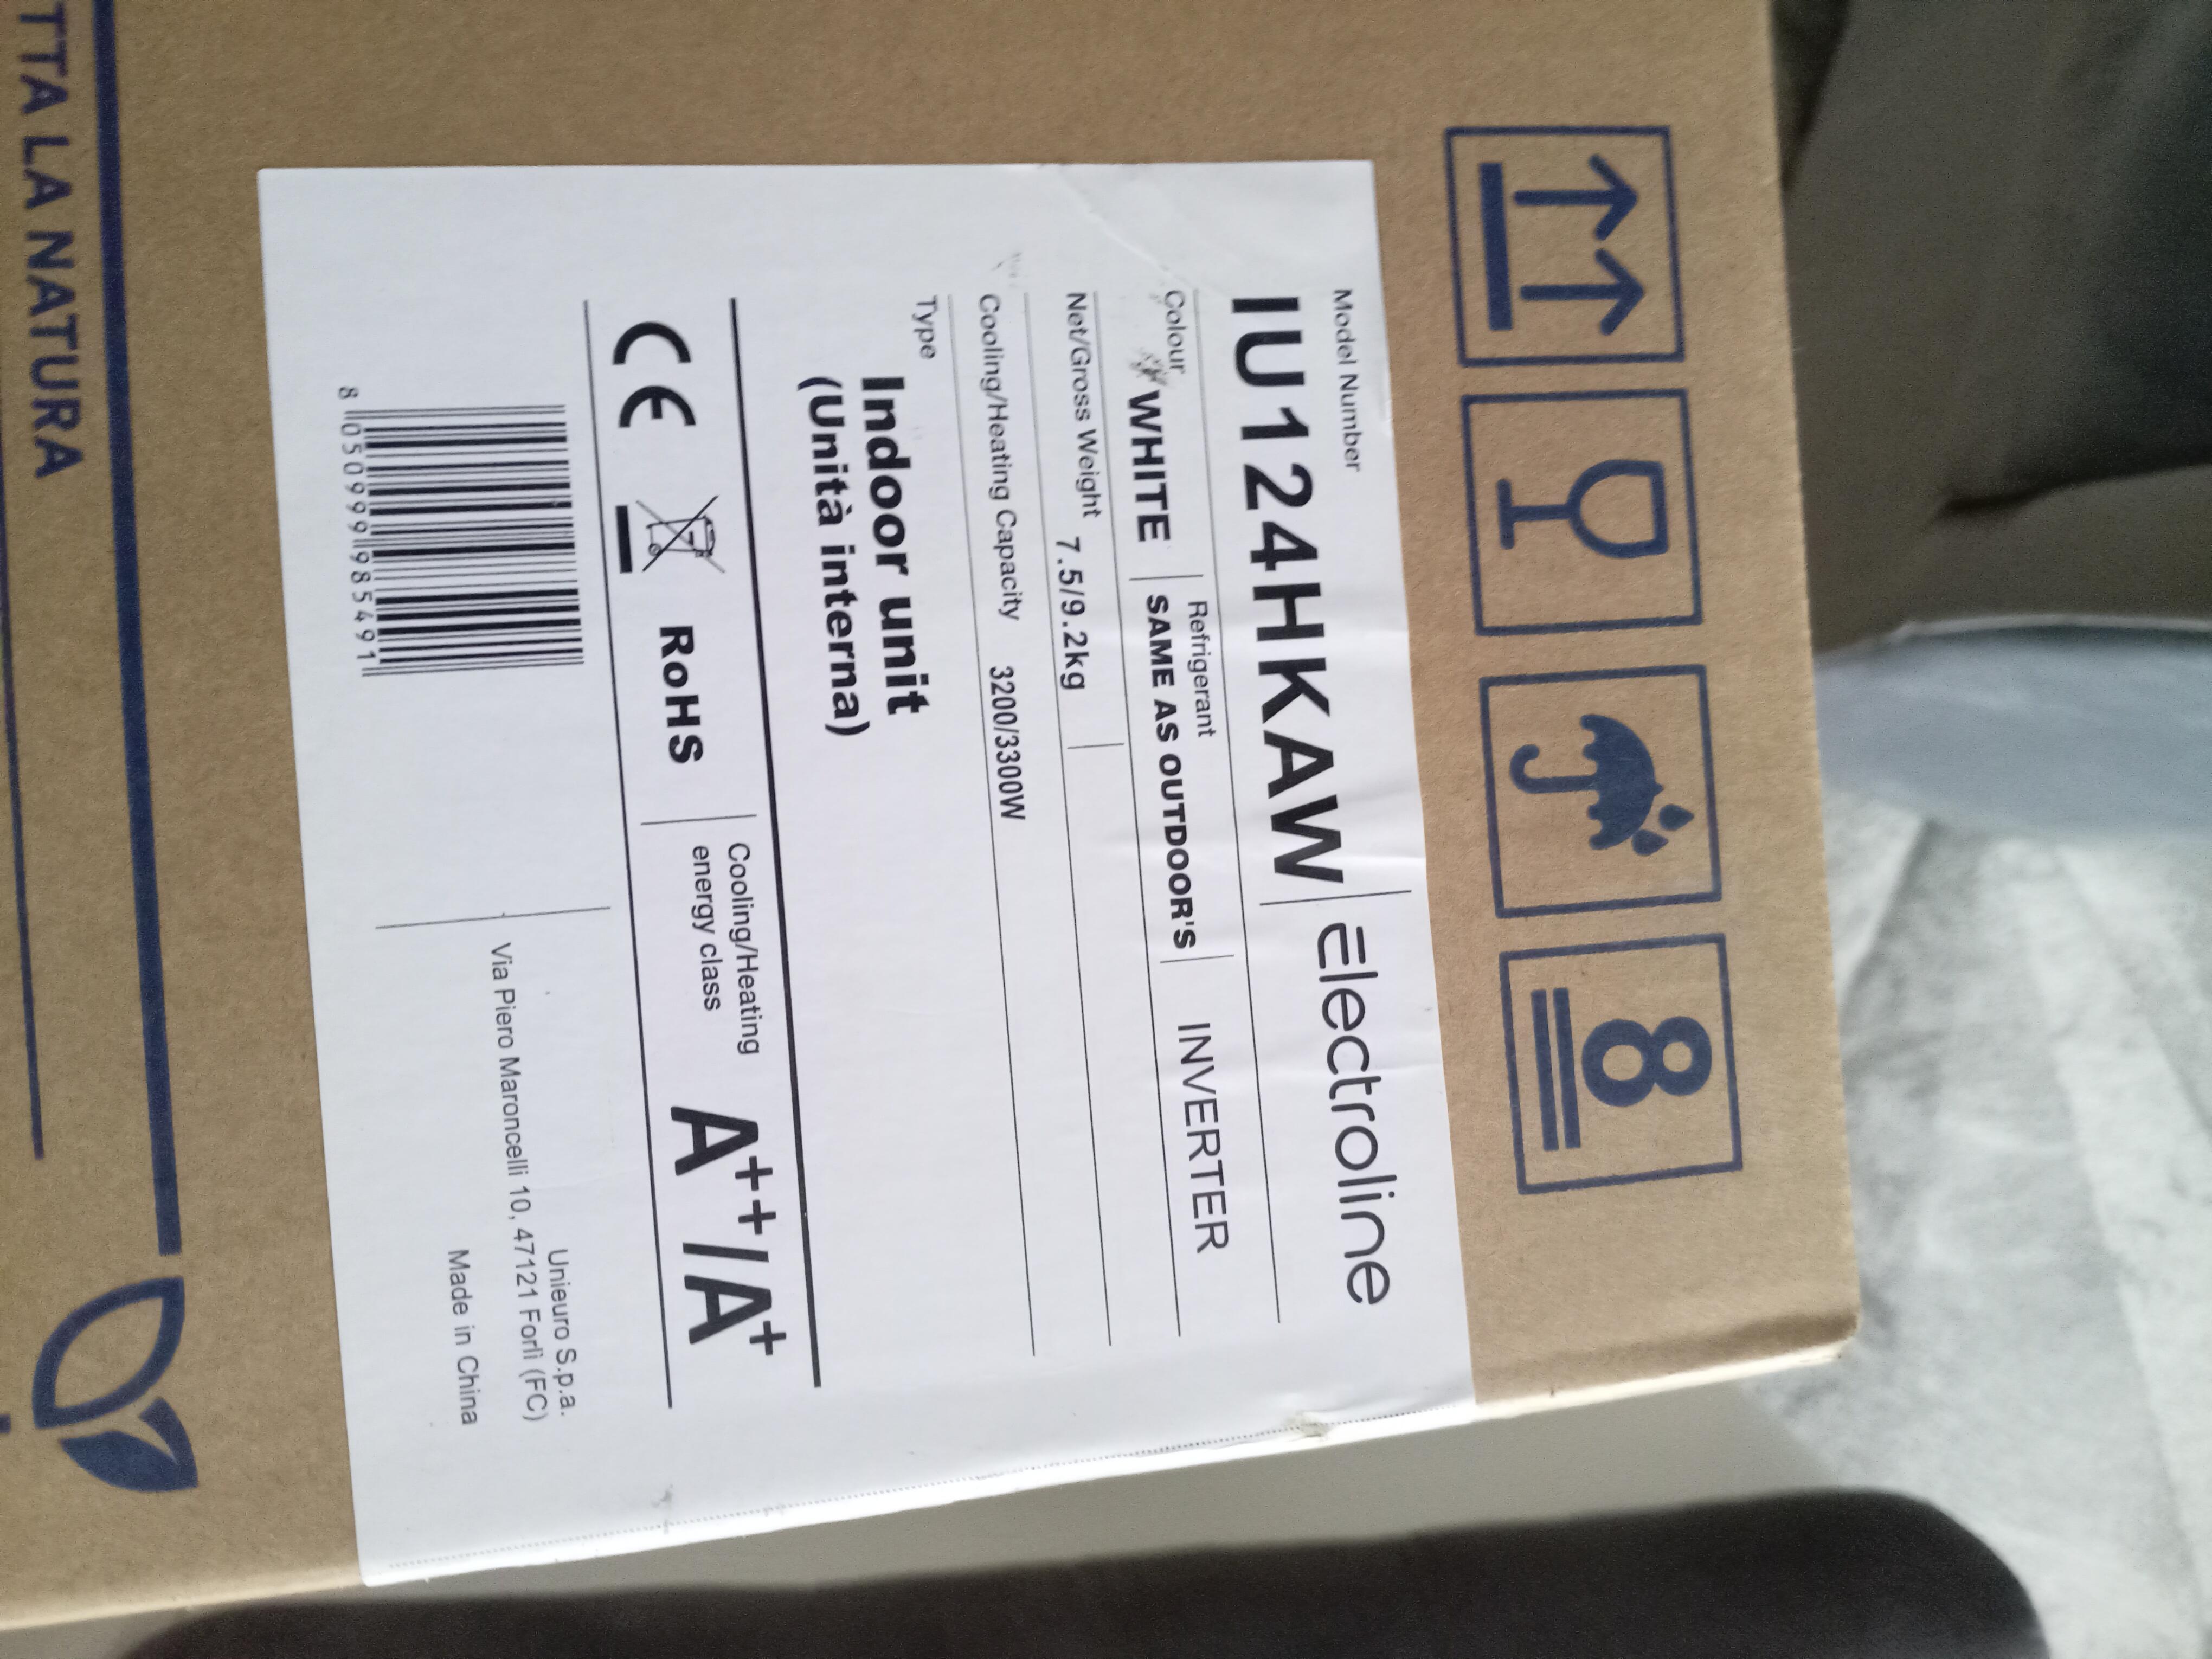 Model Number
IU124HKAW
Electroline
Colour
WHITE
Refrigerant
SAME AS OUTDOOR'S
INVERTER
Net/Gross Weight 7.5/9.2kg
Cooling/Heating Capacity 3200/3300W
Type
Indoor unit
(Unità interna)
CE
RoHS
Cooling/Heating
energy class
A++/A+
8 050999 985491
Unieuro S.p.a.
Via Piero Maroncelli 10, 47121 Forlì (FC)
Made in China
8
TTA LA NATURA